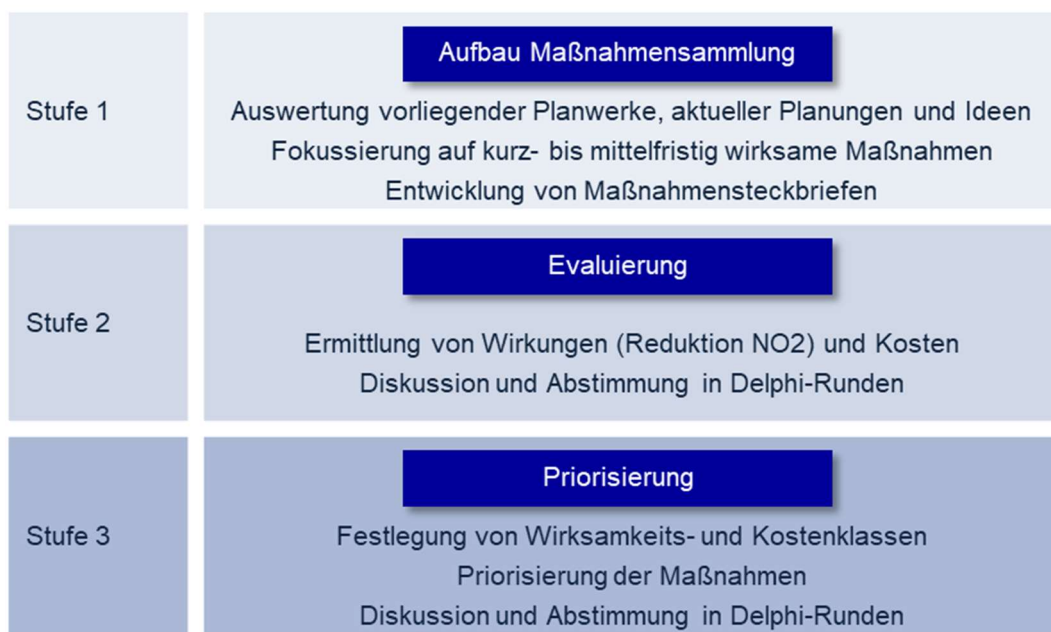 Aufbau Maßnahmensammlung
Stufe 1
Auswertung vorliegender Planwerke, aktueller Planungen und Ideen
Fokussierung auf kurz- bis mittelfristig wirksame Maßnahmen
Entwicklung von Maßnahmensteckbriefen
Evaluierung
Stufe 2
Ermittlung von Wirkungen (Reduktion NO2) und Kosten
Diskussion und Abstimmung in Delphi-Runden
Priorisierung
Stufe 3
Festlegung von Wirksamkeits- und Kostenklassen
Priorisierung der Maßnahmen
Diskussion und Abstimmung in Delphi-Runden